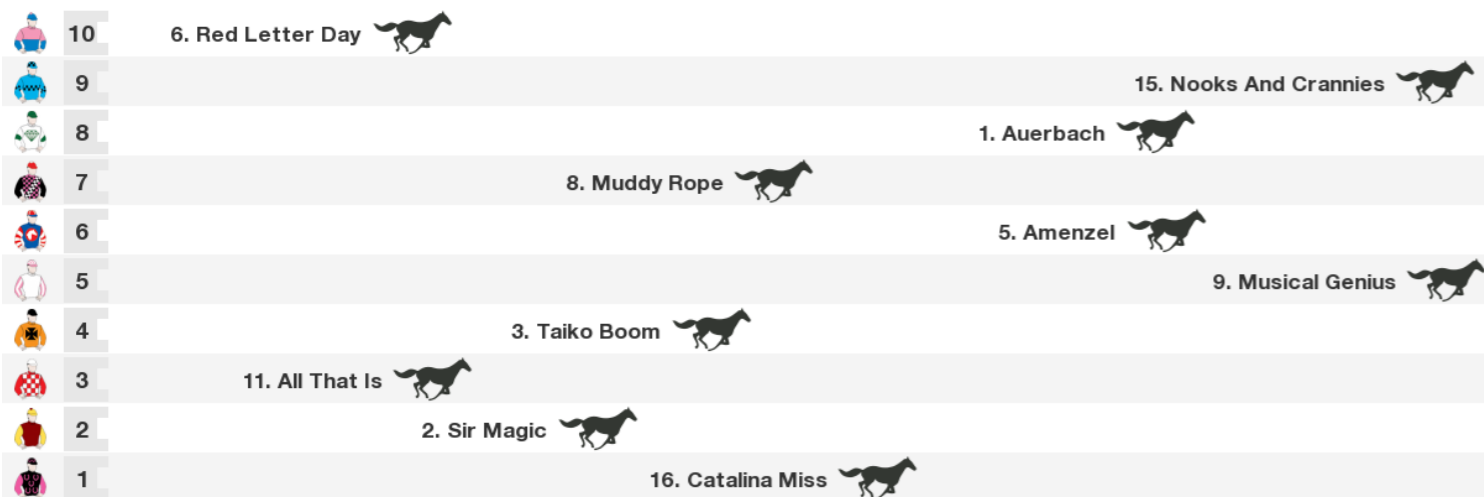 10 6. Red Letter Day
9 15. Nooks And Crannies
8 1. Auerbach
7 8. Muddy Rope
6 5. Amenzel
5 9. Musical Genius
4 3. Taiko Boom
3 11. All That Is
2 2. Sir Magic
1 16. Catalina Miss